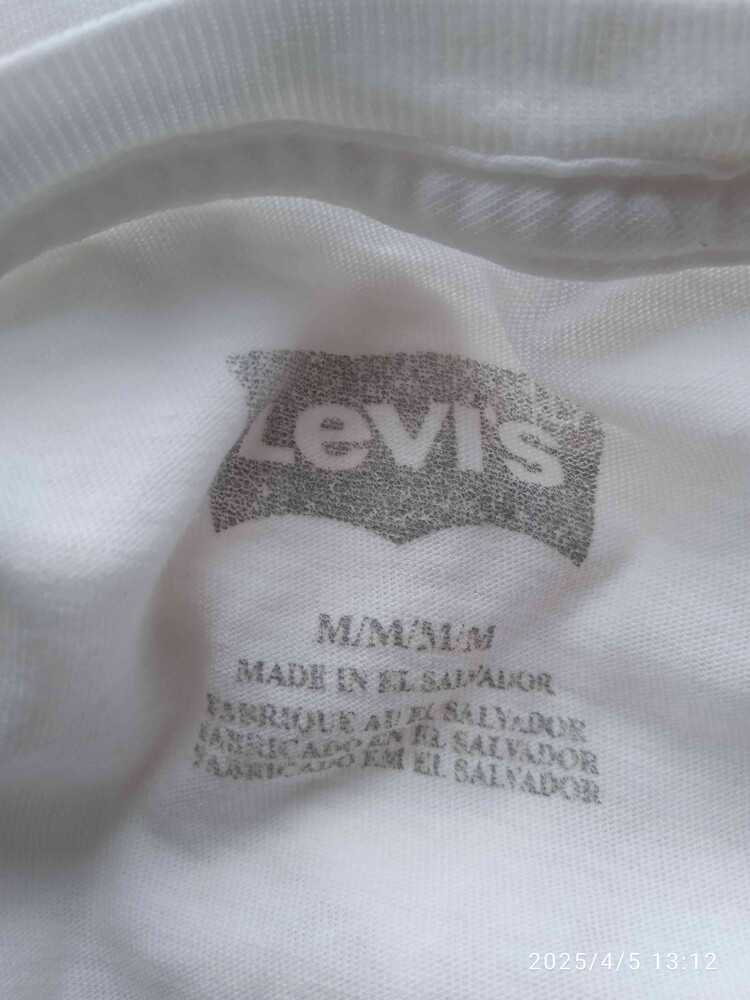 Levi's
M/M/M/M
MADE IN EL SALVADOR
FABRIQUE AU EL SALVADOR
FABRICADO EN EL SALVADOR
FABRICADO EM EL SALVADOR
2025/4/5 13:12